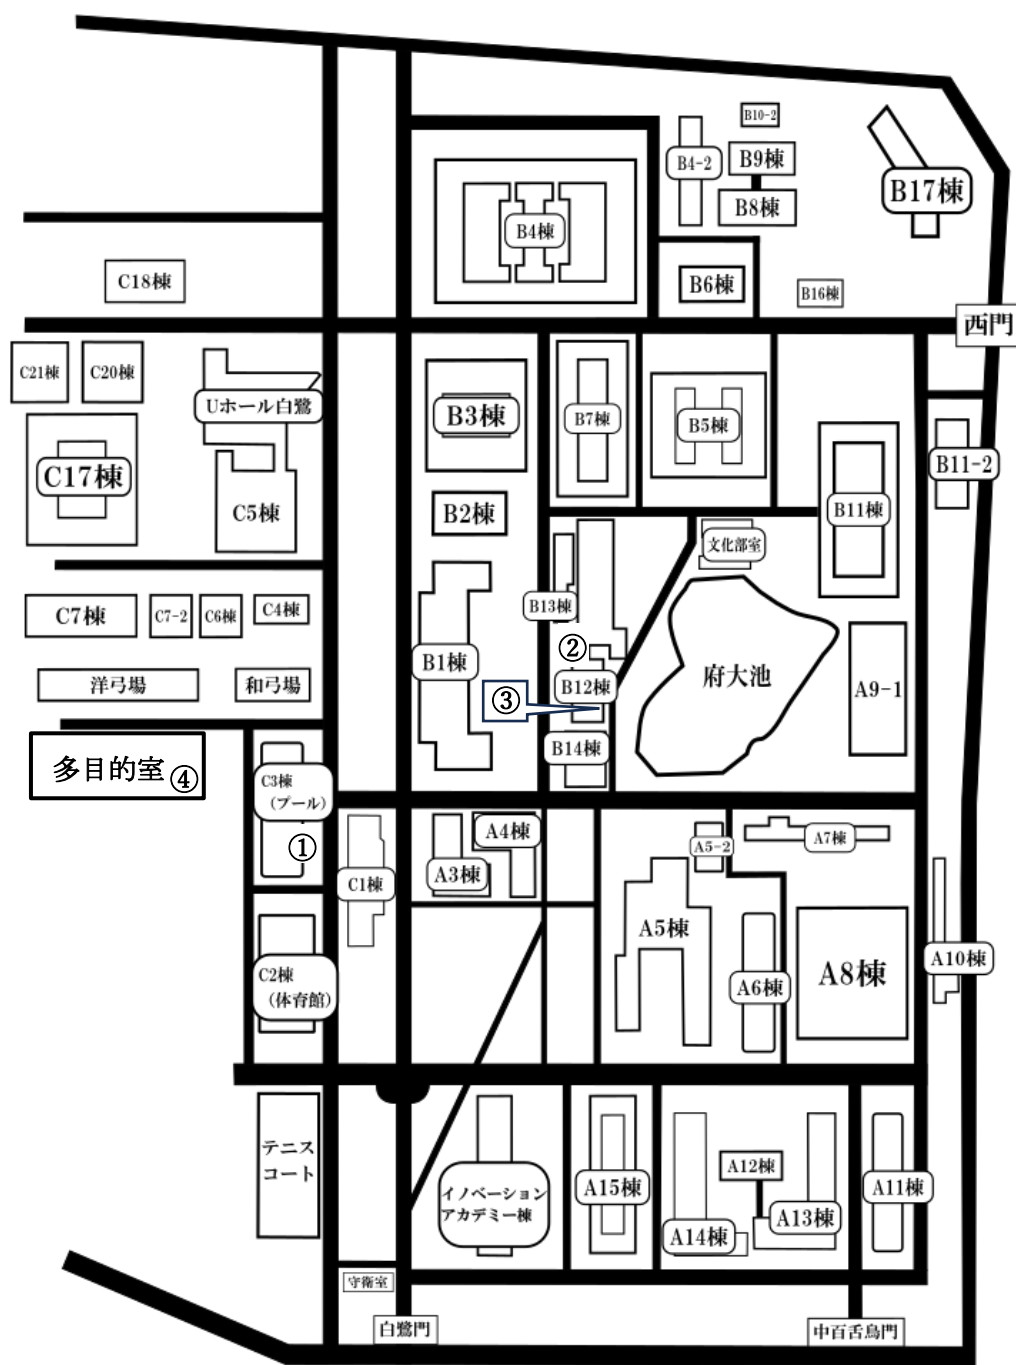 B10-2
B4-2
B9棟
B8棟
B17棟
B4棟
C18棟
B6棟
B16棟
西門
C21棟
C20棟
Uホール白鷺
B3棟
B7棟
B5棟
C17棟
C5棟
B2棟
B11棟
B11-2
文化部室
C7棟
C7-2
C6棟
C4棟
B13棟
②
B1棟
B12棟
府大池
A9-1
洋弓場
和弓場
③
B14棟
多目的室④
C3棟
(プール)
①
C1棟
A4棟
A3棟
A5-2
A7棟
A5棟
A6棟
A8棟
A10棟
C2棟
(体育館)
テニス
コート
イノベーション
アカデミー棟
A15棟
A12棟
A14棟
A13棟
A11棟
守衛室
白鷺門
中百舌鳥門